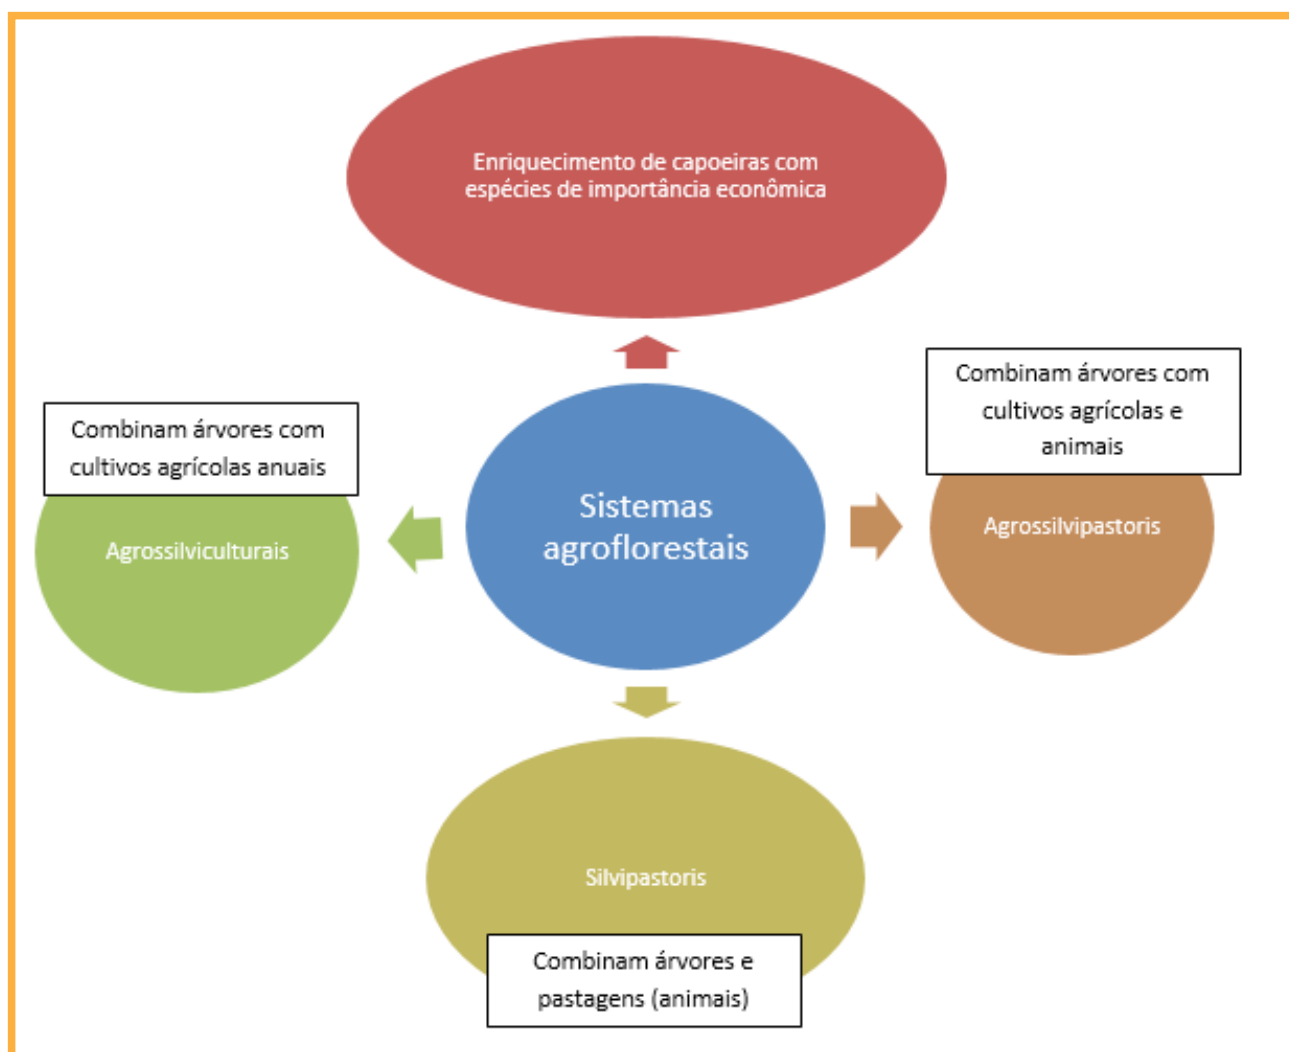 Enriquecimento de capoeiras com
espécies de importância econômica
Combinam árvores com
cultivos agrícolas anuais
Agrossilviculturais
Sistemas
agroflorestais
Combinam árvores com
cultivos agrícolas e
animais
Agrossilvipastoris
Silvipastoris
Combinam árvores e
pastagens (animais)